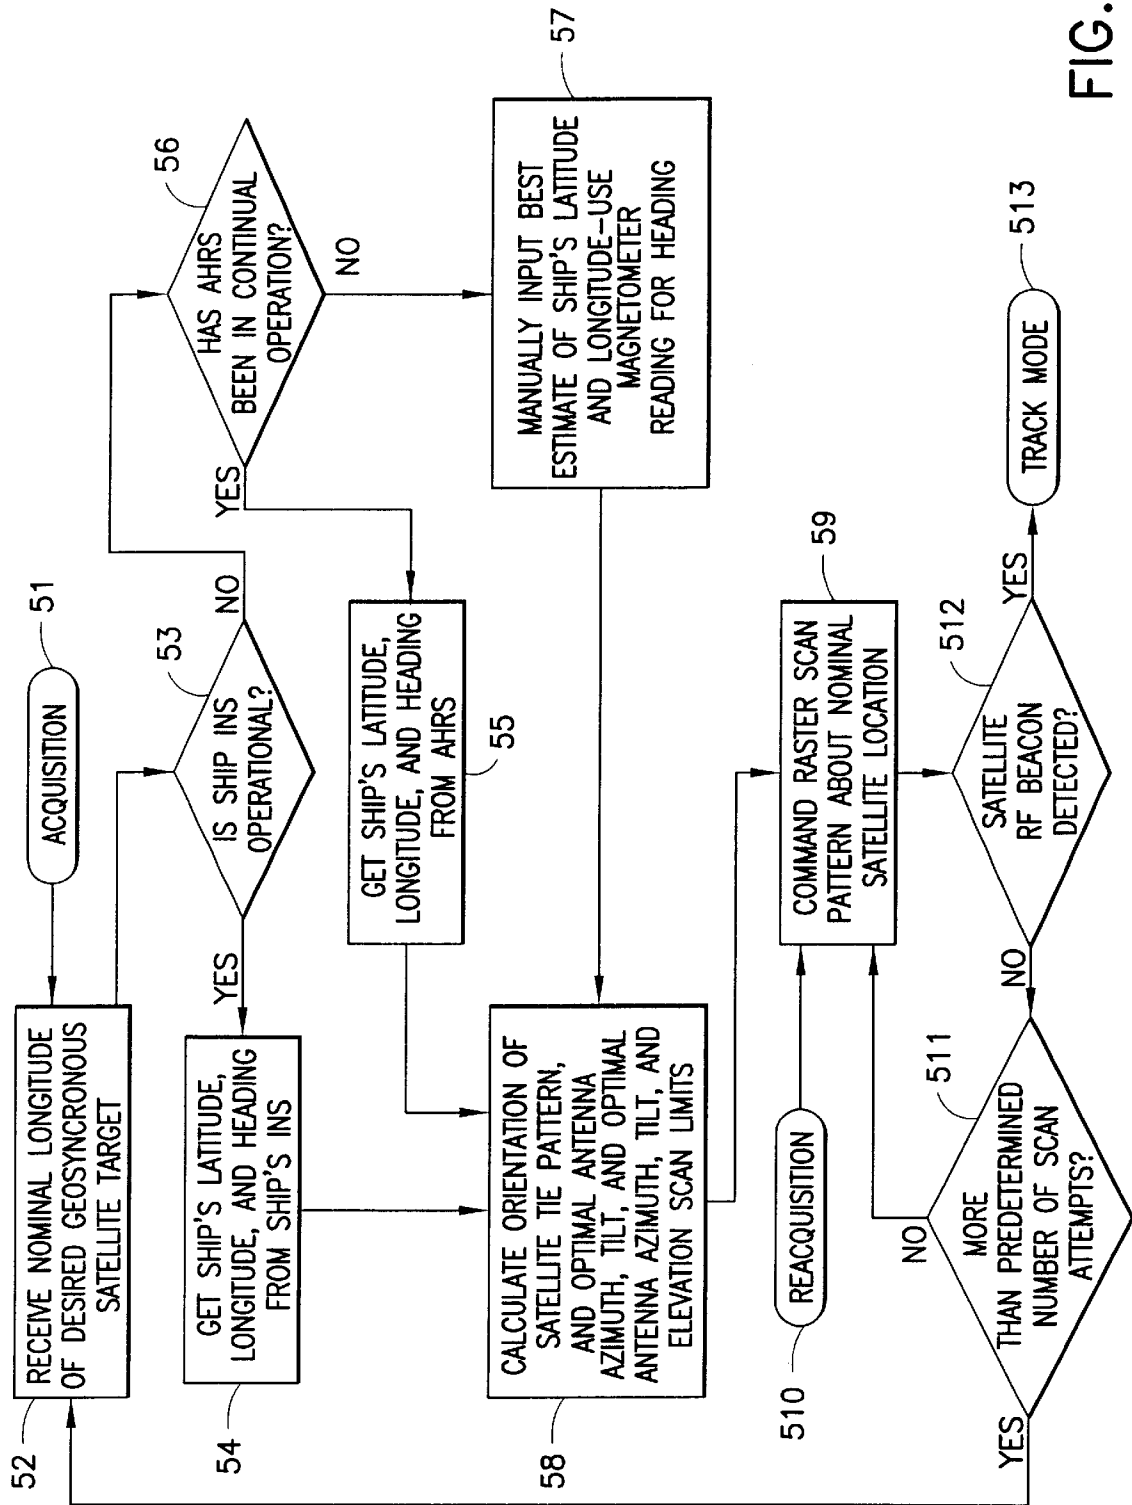 51
ACQUISITION
52
RECEIVE NOMINAL LONGITUDE
OF DESIRED GEOSYNCRONOUS
SATELLITE TARGET
53
IS SHIP INS
OPERATIONAL?
YES
NO
54
GET SHIP'S LATITUDE,
LONGITUDE, AND HEADING
FROM SHIP'S INS
56
HAS AHRS
BEEN IN CONTINUAL
OPERATION?
YES
NO
GET SHIP'S LATITUDE,
LONGITUDE, AND HEADING
FROM AHRS
55
57
MANUALLY INPUT BEST
ESTIMATE OF SHIP'S LATITUDE
AND LONGITUDE-USE
MAGNETOMETER
READING FOR HEADING
58
CALCULATE ORIENTATION OF
SATELLITE TIE PATTERN,
AND OPTIMAL ANTENNA
AZIMUTH, TILT, AND OPTIMAL
ANTENNA AZIMUTH, TILT, AND
ELEVATION SCAN LIMITS
59
COMMAND RASTER SCAN
PATTERN ABOUT NOMINAL
SATELLITE LOCATION
REACQUISITION
510
511
MORE
THAN PREDETERMINED
NUMBER OF SCAN
ATTEMPTS?
NO
YES
512
SATELLITE
RF BEACON
DETECTED?
NO
YES
TRACK MODE
513
FIG.